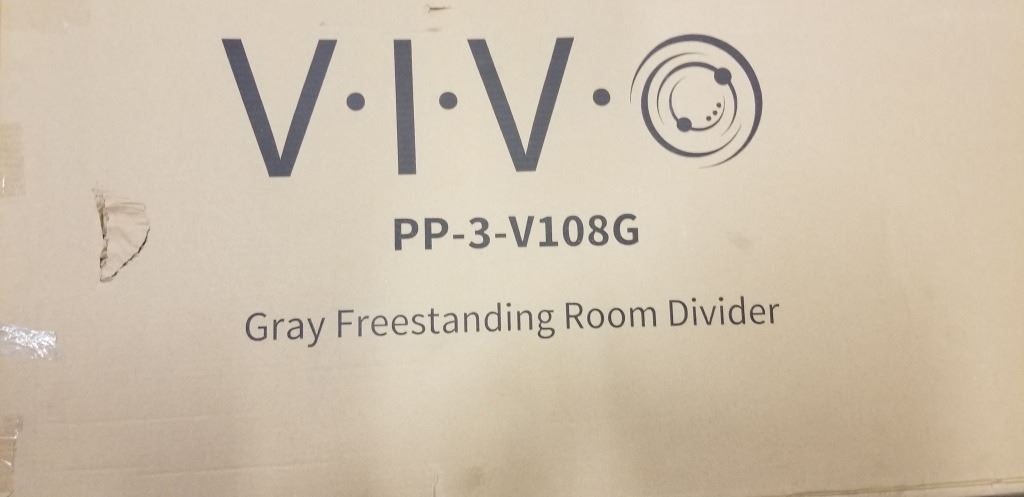 V·I·V·O
PP-3-V108G
Gray Freestanding Room Divider